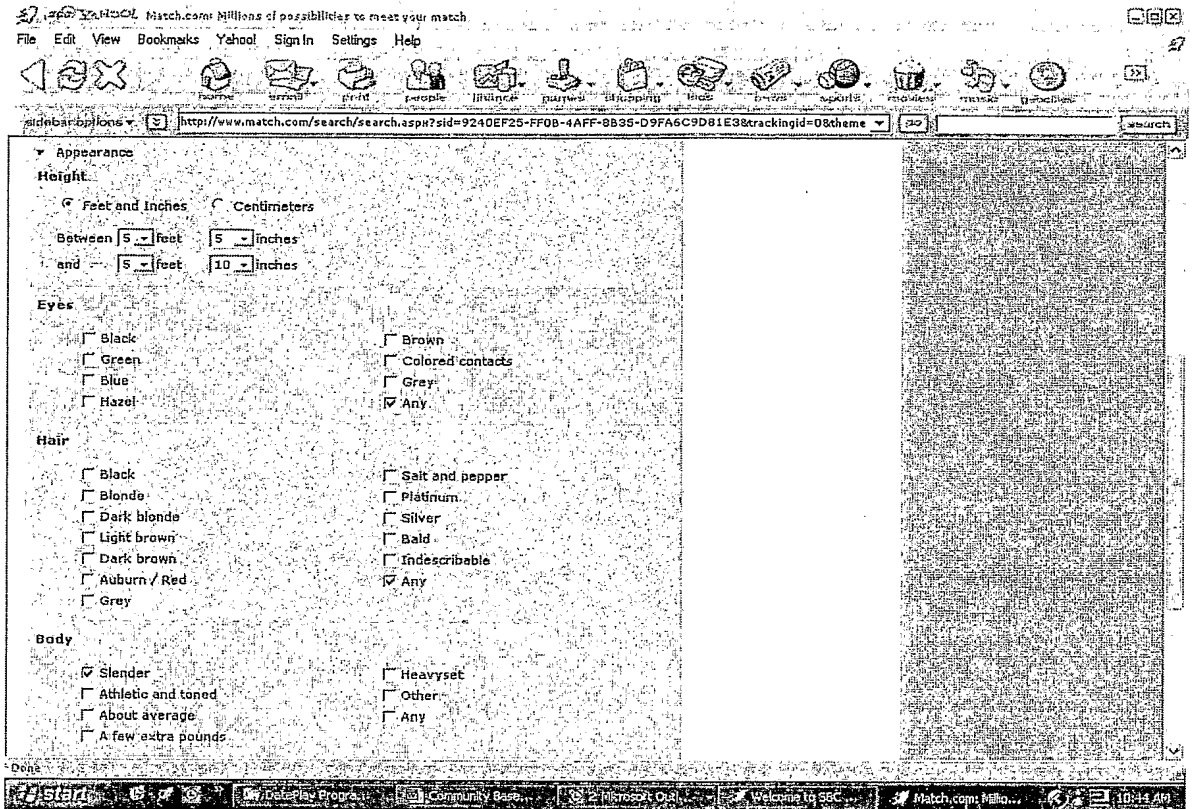 YAHOO! Match.com: Millions of possibilities to meet your match
File Edit View Bookmarks Yahoo! Sign In Settings Help
home email print people finance games shopping news sports movies music
sidebar options http://www.match.com/search/search.aspx?sid=9240EF25-FF0B-4AFF-8B35-D9FA6C9D81E3&trackingid=0&theme search
Appearance
Height
Feet and Inches Centimeters
Between 5 feet 5 inches
and 5 feet 10 inches
Eyes
Black Brown
Green Colored contacts
Blue Grey
Hazel Any
Hair
Black Salt and pepper
Blonde Platinum
Dark blonde Silver
Light brown Bald
Dark brown Indescribable
Auburn / Red Any
Grey
Body
Slender Heavyset
Athletic and toned Other
About average Any
A few extra pounds
Done
start DatePlay Progra... Community Base... 2 Microsoft Out... Welcome to SBC... Match.com: Millio... 10:44 AM